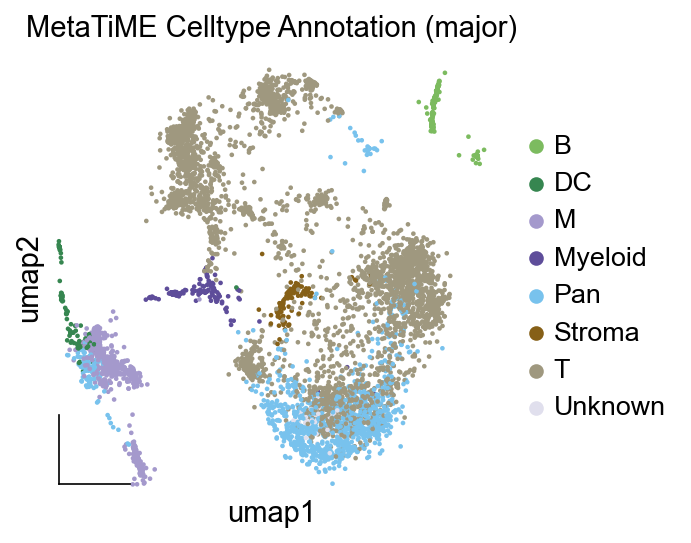 MetaTiME Celltype Annotation (major)
B
DC
M
Myeloid
Pan
Stroma
T
Unknown
umap2
umap1